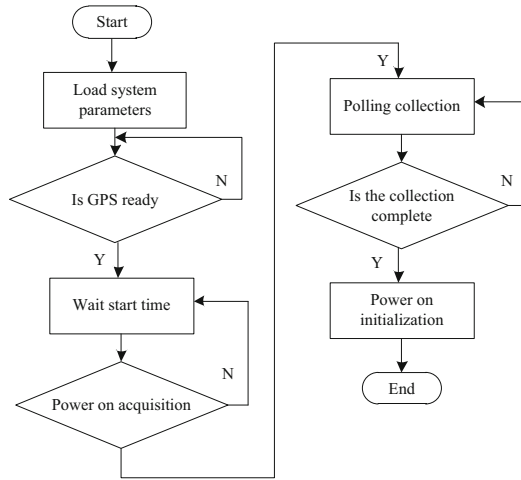 Start
Load system
parameters
Is GPS ready
N
Y
Wait start time
Power on acquisition
N
Y
Polling collection
Is the collection
complete
N
Y
Power on
initialization
End